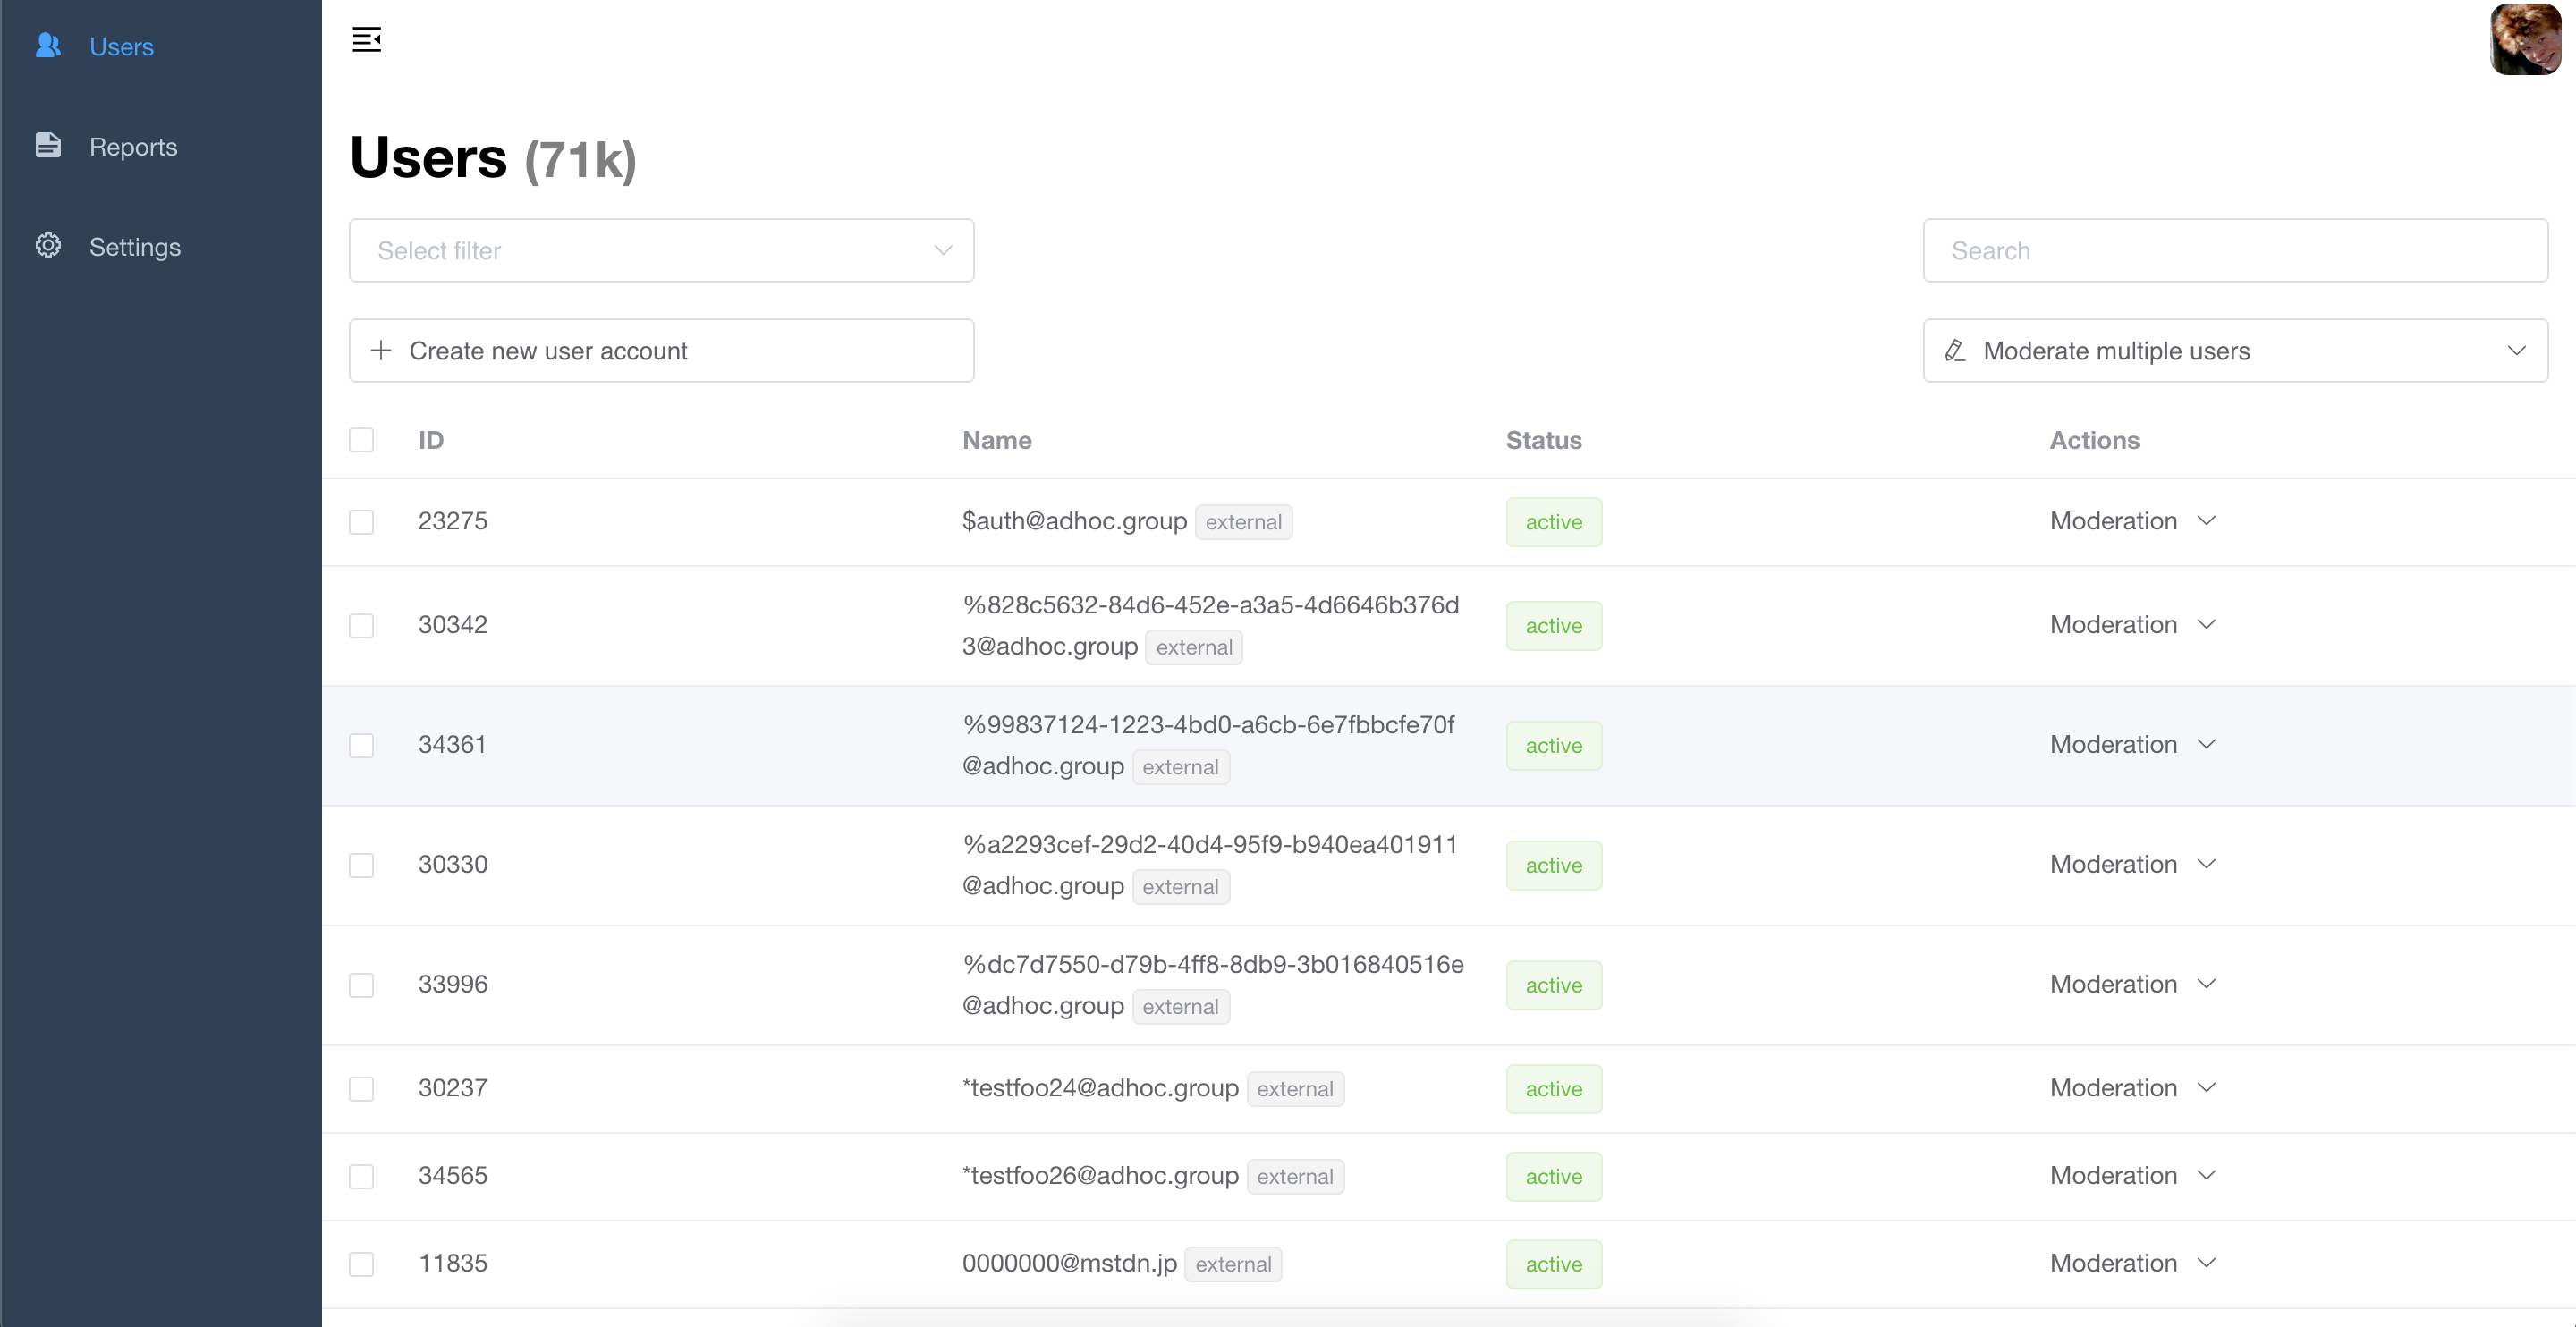 Users
Reports
Settings
Users (71k)
Select filter
Search
Create new user account
Moderate multiple users
ID Name Status Actions
23275 $auth@adhoc.group external active Moderation
30342 %828c5632-84d6-452e-a3a5-4d6646b376d
3@adhoc.group external active Moderation
34361 %99837124-1223-4bd0-a6cb-6e7fbbcfe70f
@adhoc.group external active Moderation
30330 %a2293cef-29d2-40d4-95f9-b940ea401911
@adhoc.group external active Moderation
33996 %dc7d7550-d79b-4ff8-8db9-3b016840516e
@adhoc.group external active Moderation
30237 *testfoo24@adhoc.group external active Moderation
34565 *testfoo26@adhoc.group external active Moderation
11835 0000000@mstdn.jp external active Moderation